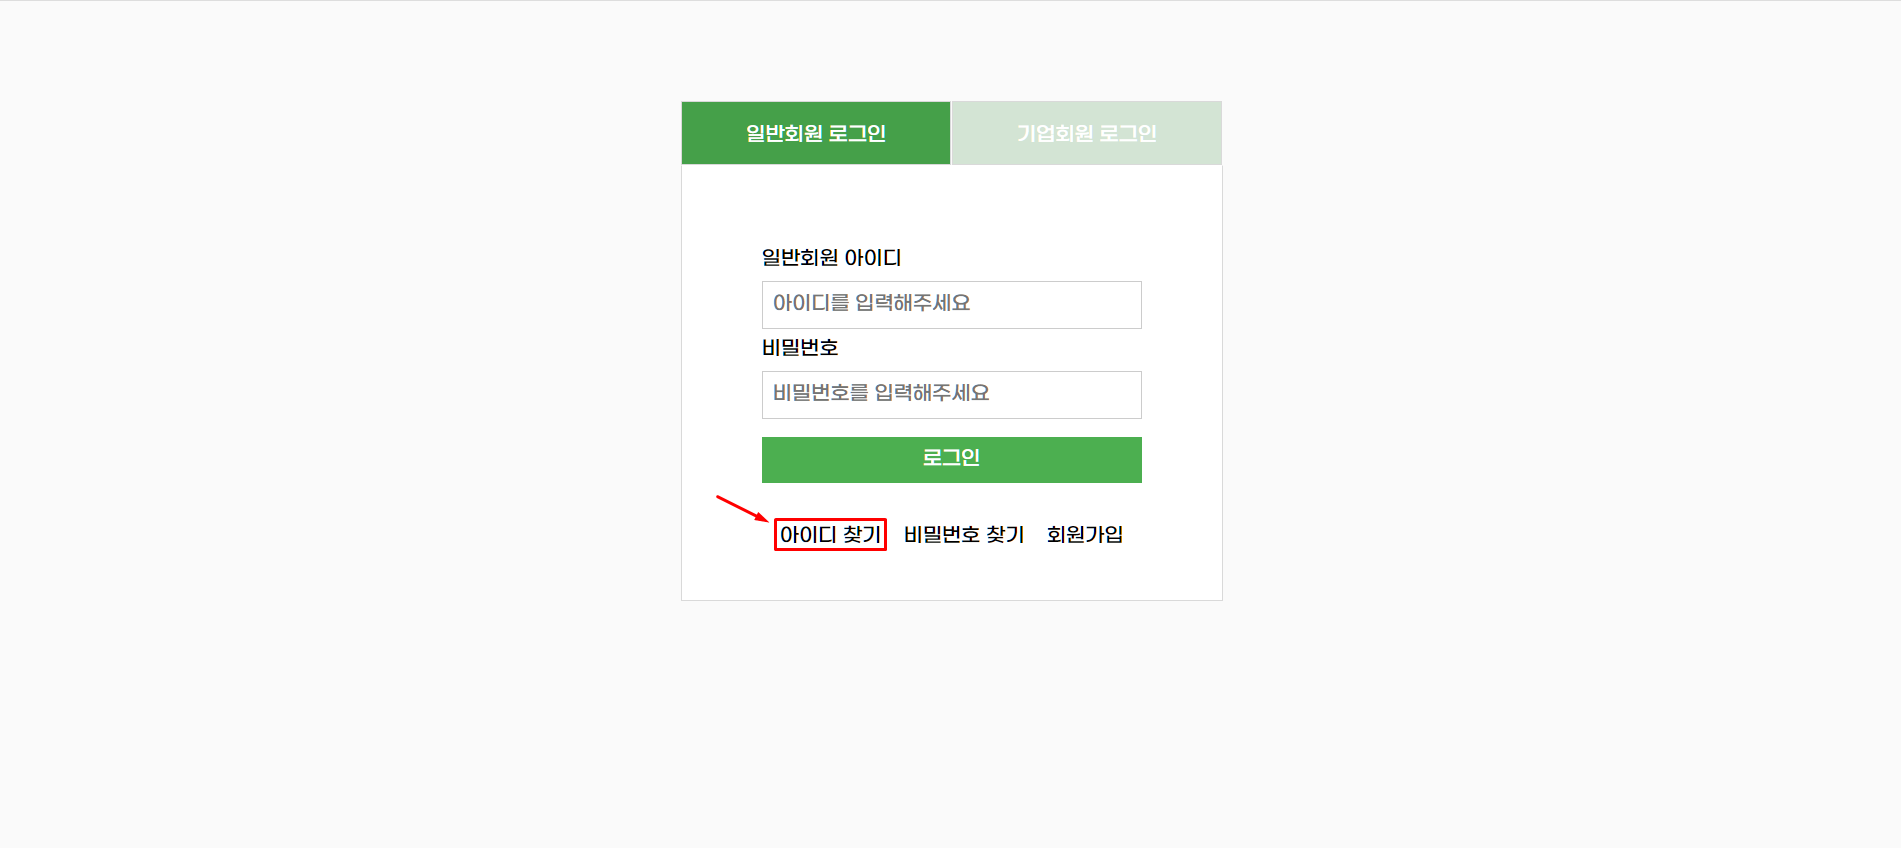 일반회원 로그인 기업회원 로그인
일반회원 아이디
아이디를 입력해주세요
비밀번호
비밀번호를 입력해주세요
로그인
아이디 찾기 비밀번호 찾기 회원가입